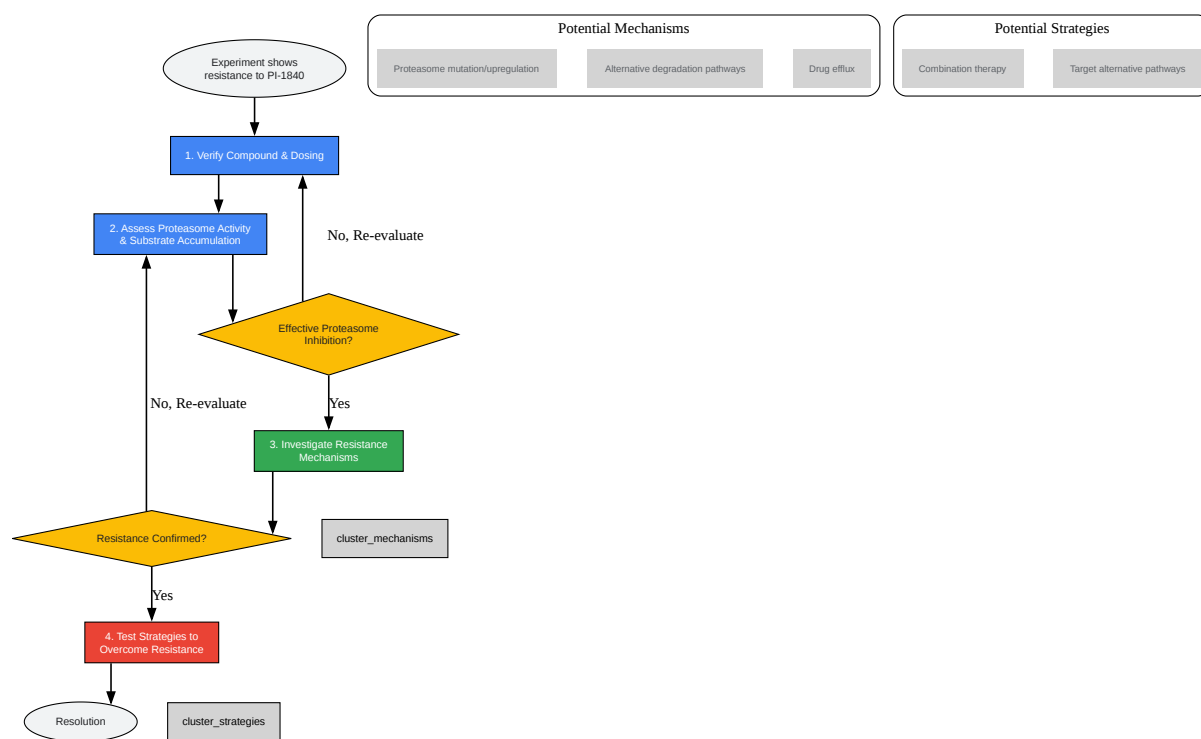 Potential Mechanisms
Potential Strategies
Experiment shows
resistance to PI-1840
Proteasome mutation/upregulation
Alternative degradation pathways
Drug efflux
Combination therapy
Target alternative pathways
1. Verify Compound & Dosing
2. Assess Proteasome Activity
& Substrate Accumulation
No, Re-evaluate
Effective Proteasome
Inhibition?
No, Re-evaluate
Yes
3. Investigate Resistance
Mechanisms
Resistance Confirmed?
cluster_mechanisms
Yes
4. Test Strategies to
Overcome Resistance
Resolution
cluster_strategies